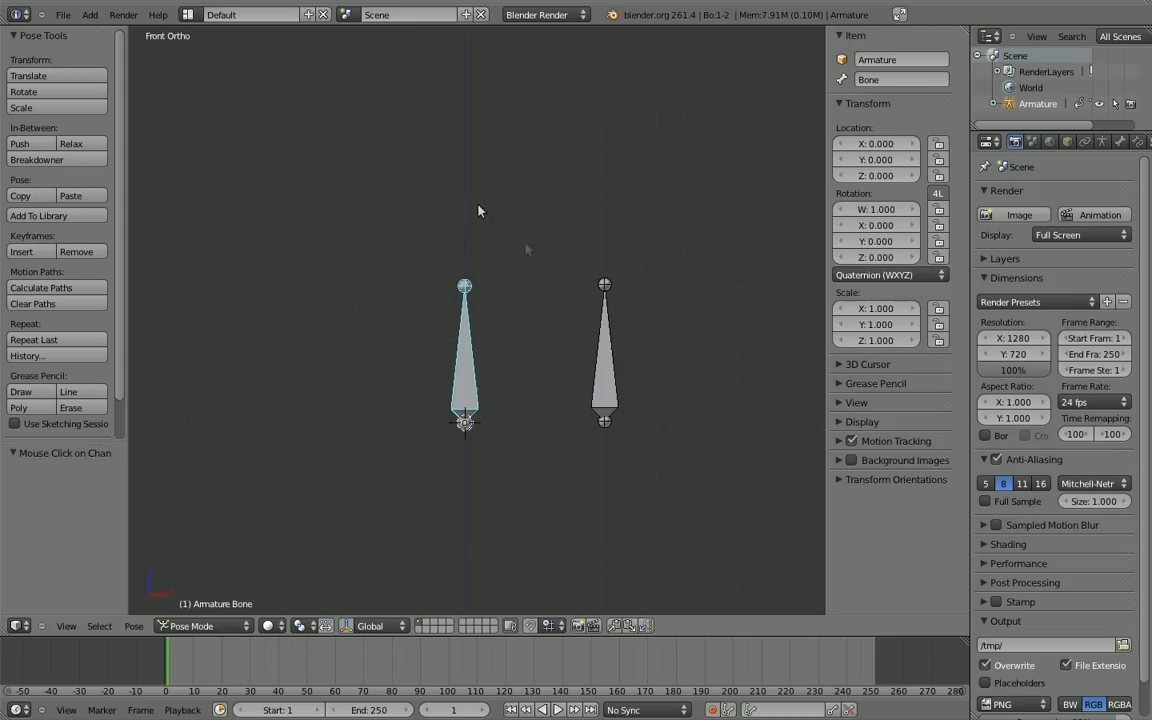 File Add Render Help Default Scene Blender Render blender.org 261.4 | Bo:1-2 | Mem:7.91M (0.10M) | Armature
Pose Tools
Transform:
Translate
Rotate
Scale
In-Between:
Push Relax
Breakdowner
Pose:
Copy Paste
Add To Library
Keyframes:
Insert Remove
Motion Paths:
Calculate Paths
Clear Paths
Repeat:
Repeat Last
History...
Grease Pencil:
Draw Line
Poly Erase
Use Sketching Sessio
Mouse Click on Chan
Front Ortho
(1) Armature Bone
View Select Pose Pose Mode Global
Item
Armature
Bone
Transform
Location:
X: 0.000
Y: 0.000
Z: 0.000
Rotation: 4L
W: 1.000
X: 0.000
Y: 0.000
Z: 0.000
Quaternion (WXYZ)
Scale:
X: 1.000
Y: 1.000
Z: 1.000
3D Cursor
Grease Pencil
View
Display
Motion Tracking
Background Images
Transform Orientations
View Search All Scenes
Scene
RenderLayers
World
Armature
Scene
Render
Image Animation
Display: Full Screen
Layers
Dimensions
Render Presets
Resolution: Frame Range:
X: 1280 Start Fram: 1
Y: 720 End Fra: 250
100% Frame Ste: 1
Aspect Ratio: Frame Rate:
X: 1.000 24 fps
Y: 1.000 Time Remapping:
Bor Cro 100 100
Anti-Aliasing
5 8 11 16 Mitchell-Netr
Full Sample Size: 1.000
Sampled Motion Blur
Shading
Performance
Post Processing
Stamp
Output
/tmp/
Overwrite File Extensio
Placeholders
PNG BW RGB RGBA
-50 -40 -30 -20 -10 0 10 20 30 40 50 60 70 80 90 100 110 120 130 140 150 160 170 180 190 200 210 220 230 240 250 260 270 280
View Marker Frame Playback Start: 1 End: 250 1 No Sync